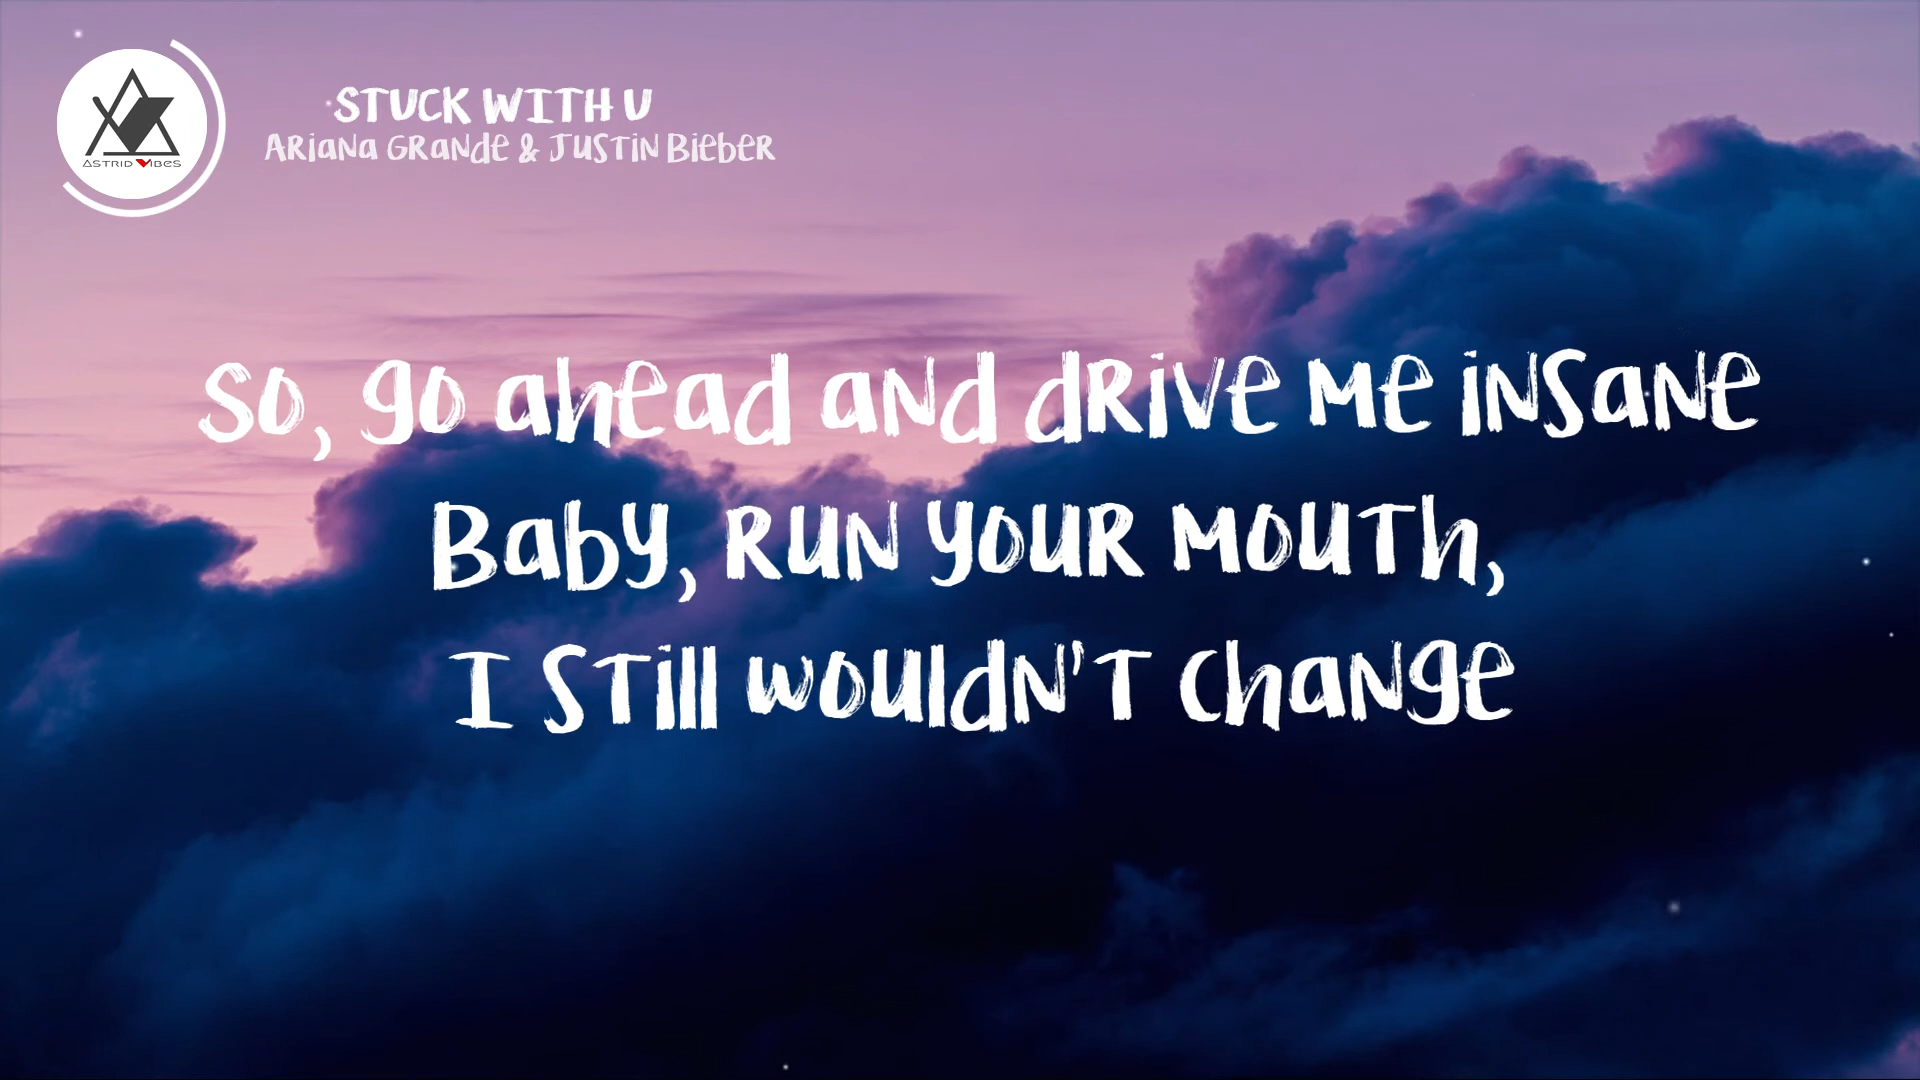 STUCK WITH U
Ariana Grande & Justin Bieber
ASTRID VIBES
So, go ahead and drive me insane
Baby, run your mouth,
I still wouldn't change